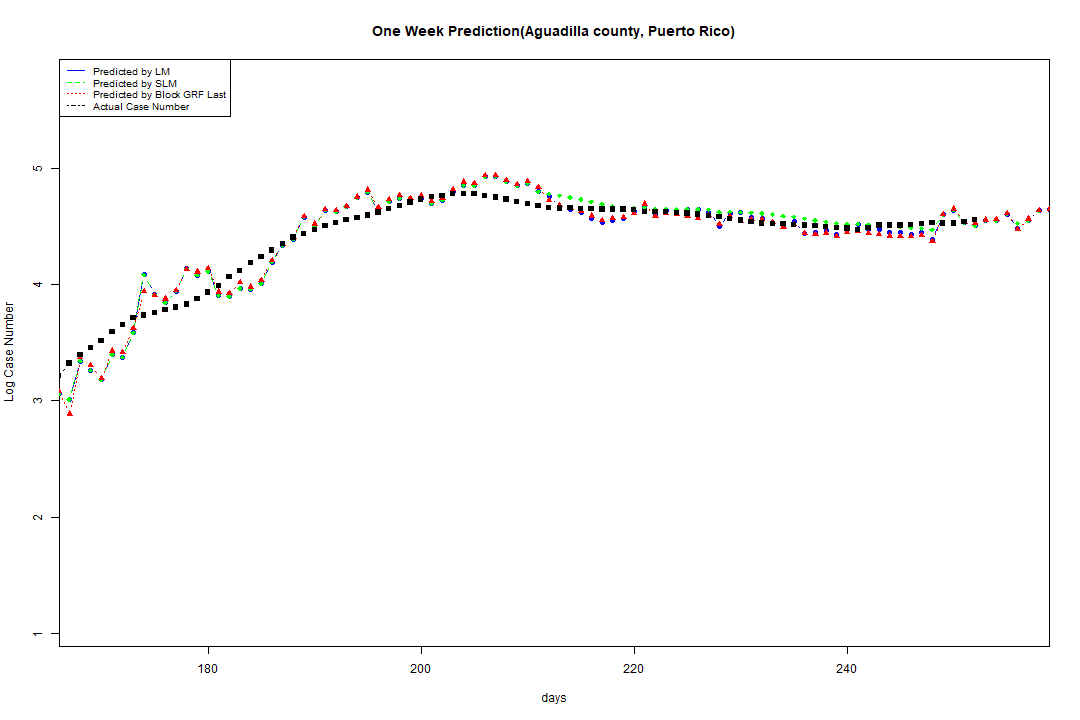 One Week Prediction(Aguadilla county, Puerto Rico)
Predicted by LM
Predicted by SLM
Predicted by Block GRF Last
Actual Case Number
5
4
3
2
1
Log Case Number
180 200 220 240
days